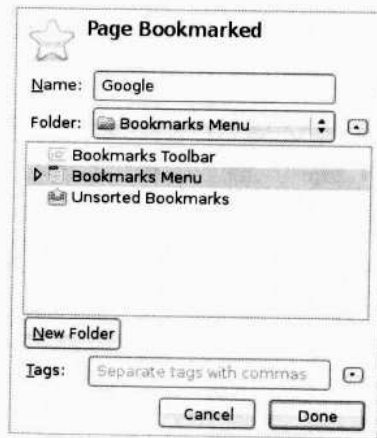 Page Bookmarked
Name: Google
Folder: Bookmarks Menu
Bookmarks Toolbar
Bookmarks Menu
Unsorted Bookmarks
New Folder
Tags: Separate tags with commas
Cancel Done